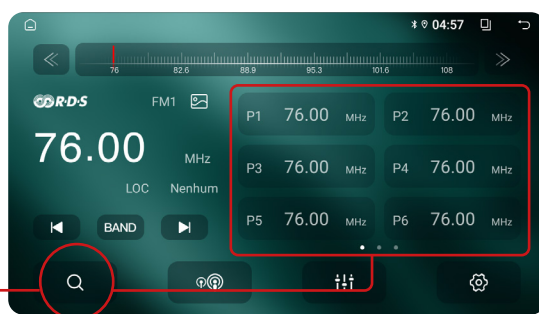 04:57
76 82.6 88.9 95.3 101.6 108
R·D·S FM1
76.00 MHz
LOC Nenhum
BAND
P1 76.00 MHz P2 76.00 MHz
P3 76.00 MHz P4 76.00 MHz
P5 76.00 MHz P6 76.00 MHz